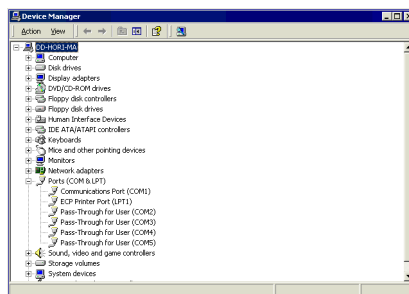 Device Manager
Action View
DD-HORI-MA
Computer
Disk drives
Display adapters
DVD/CD-ROM drives
Floppy disk controllers
Floppy disk drives
Human Interface Devices
IDE ATA/ATAPI controllers
Keyboards
Mice and other pointing devices
Monitors
Network adapters
Ports (COM & LPT)
Communications Port (COM1)
ECP Printer Port (LPT1)
Pass-Through for User (COM2)
Pass-Through for User (COM3)
Pass-Through for User (COM4)
Pass-Through for User (COM5)
Sound, video and game controllers
Storage volumes
System devices